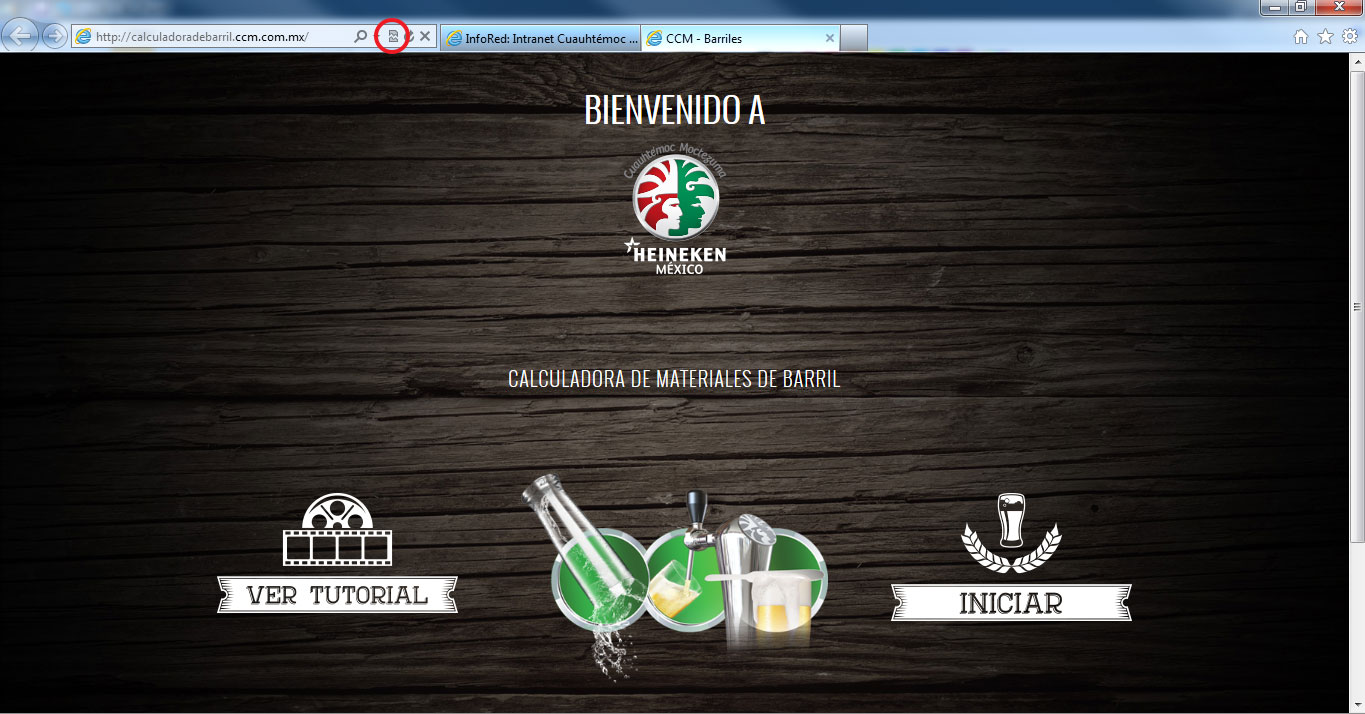 http://calculadoradebarril.ccm.com.mx/
InfoRed: Intranet Cuauhtémoc ...
CCM - Barriles
BIENVENIDO A
Cuauhtémoc Moctezuma
HEINEKEN
MÉXICO
CALCULADORA DE MATERIALES DE BARRIL
VER TUTORIAL
INICIAR